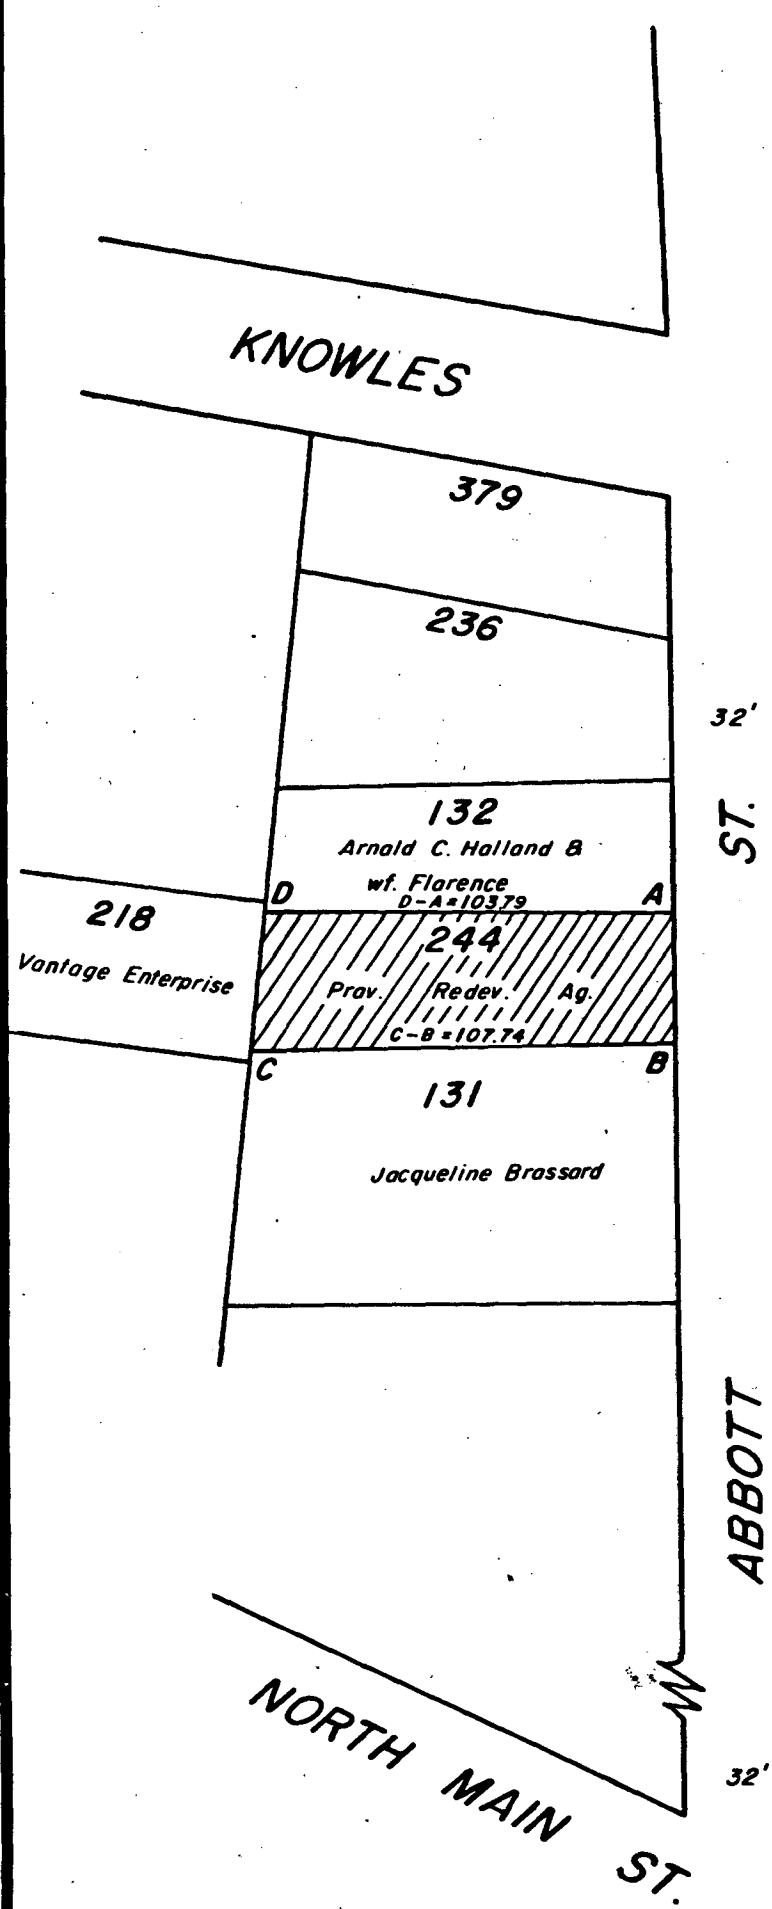 KNOWLES
379
236
32'
ST.
132
Arnald C. Holland &
wf. Florence
D-A=103.79
D
A
218
Vantage Enterprise
244
Prov. Redev. Ag.
C-B=107.74
C
B
131
Jacqueline Brassard
ABBOTT
NORTH MAIN ST.
32'